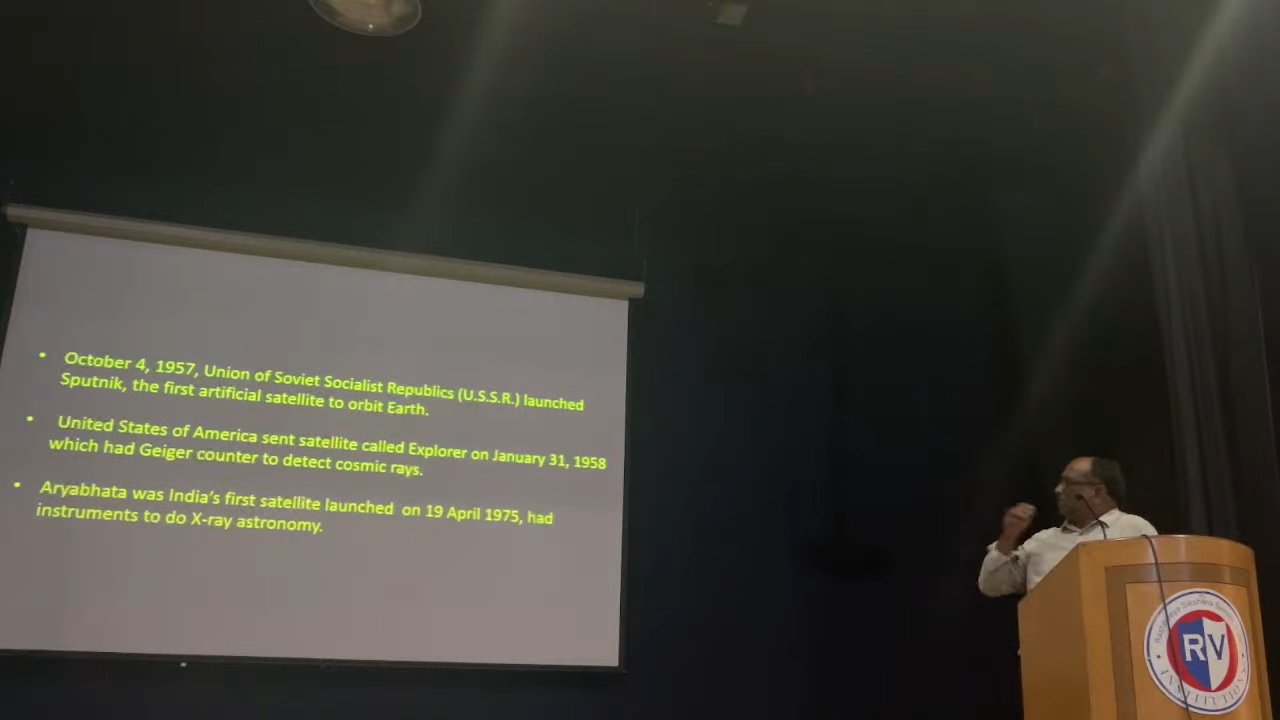 • October 4, 1957, Union of Soviet Socialist Republics (U.S.S.R.) launched
Sputnik, the first artificial satellite to orbit Earth.
• United States of America sent satellite called Explorer on January 31, 1958
which had Geiger counter to detect cosmic rays.
• Aryabhata was India's first satellite launched on 19 April 1975, had
instruments to do X-ray astronomy.
RV
INSTITUTIONS